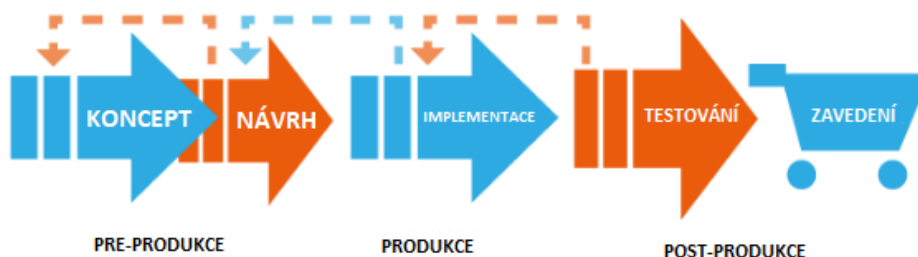 KONCEPT
NÁVRH
IMPLEMENTACE
TESTOVÁNÍ
ZAVEDENÍ
PRE-PRODUKCE
PRODUKCE
POST-PRODUKCE